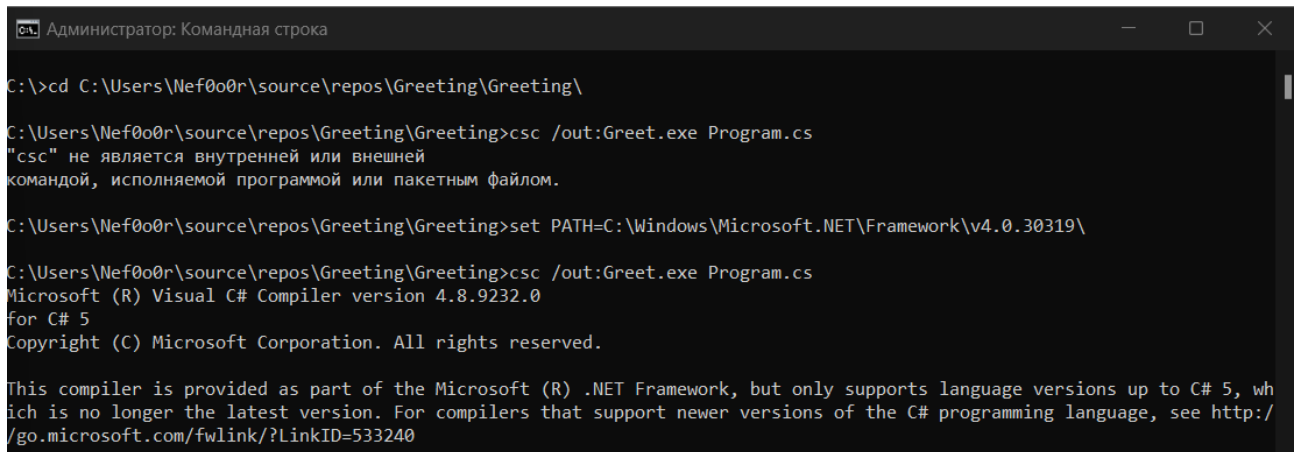 Администратор: Командная строка
C:\>cd C:\Users\Nef0o0r\source\repos\Greeting\Greeting\
C:\Users\Nef0o0r\source\repos\Greeting\Greeting>csc /out:Greet.exe Program.cs
"csc" не является внутренней или внешней
командой, исполняемой программой или пакетным файлом.
C:\Users\Nef0o0r\source\repos\Greeting\Greeting>set PATH=C:\Windows\Microsoft.NET\Framework\v4.0.30319\
C:\Users\Nef0o0r\source\repos\Greeting\Greeting>csc /out:Greet.exe Program.cs
Microsoft (R) Visual C# Compiler version 4.8.9232.0
for C# 5
Copyright (C) Microsoft Corporation. All rights reserved.
This compiler is provided as part of the Microsoft (R) .NET Framework, but only supports language versions up to C# 5, wh
ich is no longer the latest version. For compilers that support newer versions of the C# programming language, see http:/
/go.microsoft.com/fwlink/?LinkID=533240